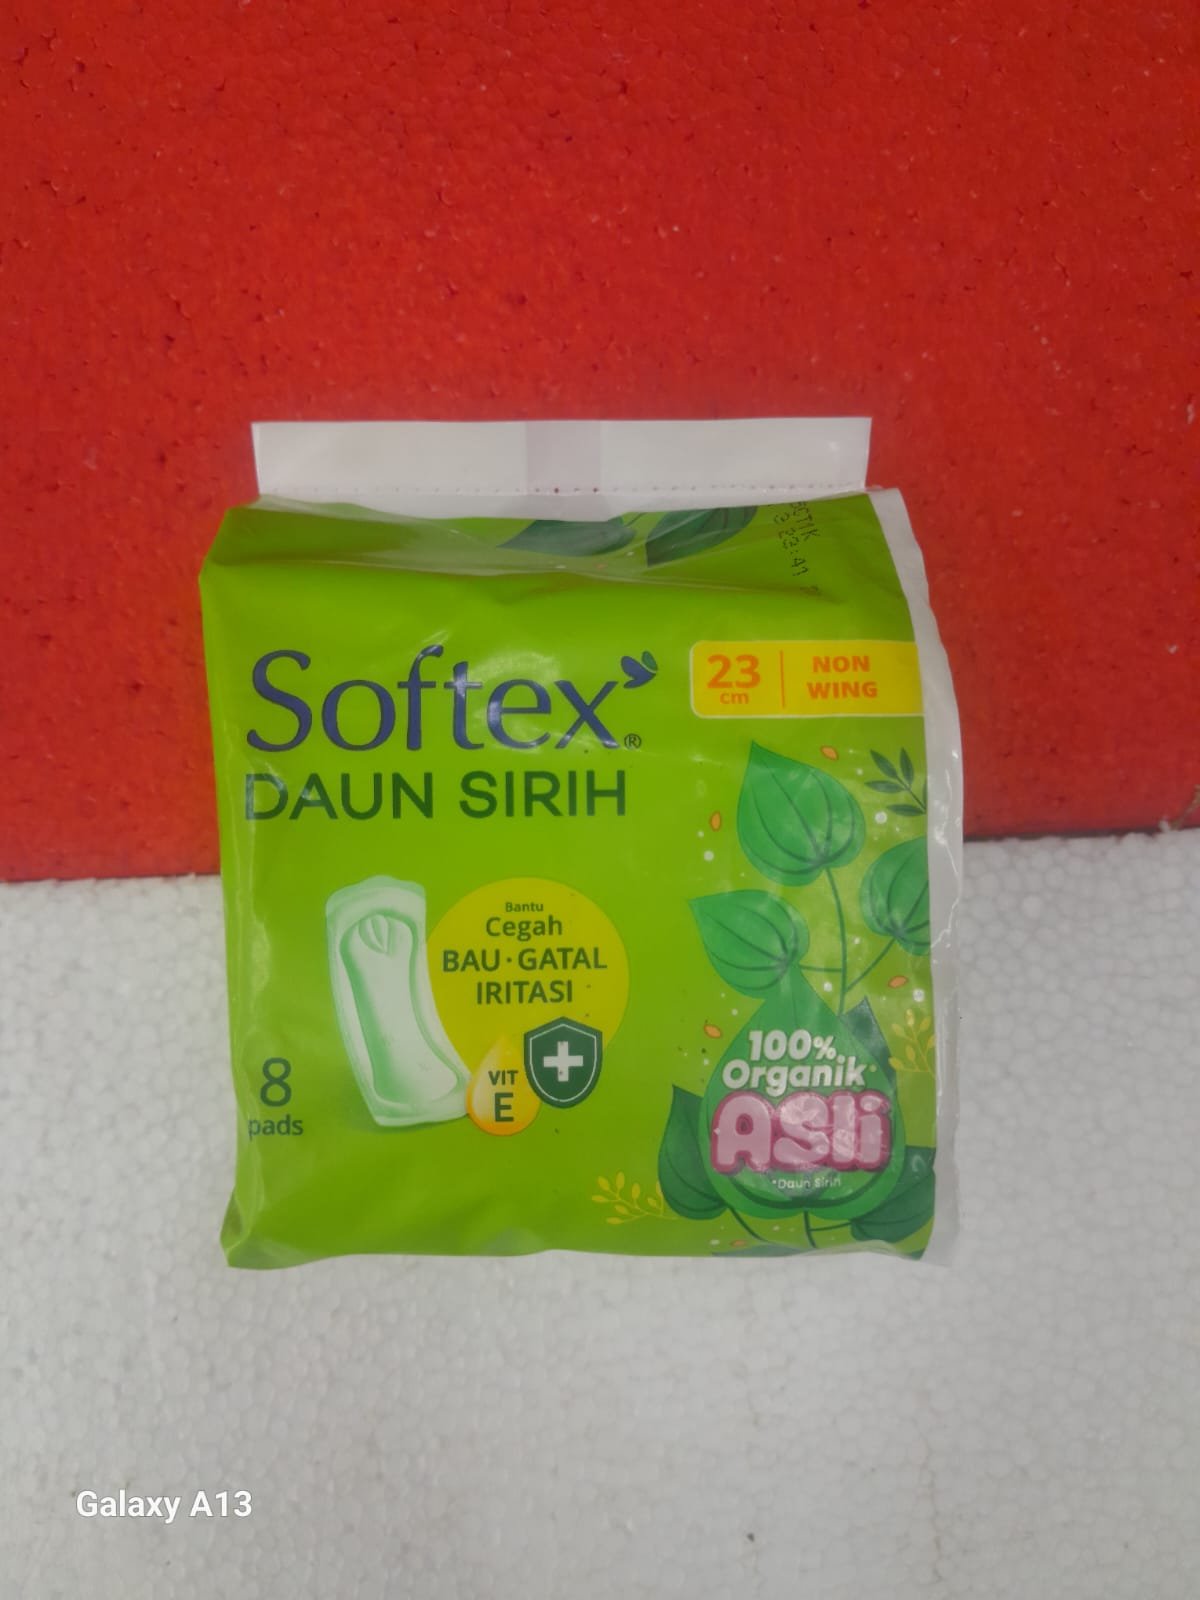 Softex®
DAUN SIRIH
23 cm
NON WING
Bantu
Cegah
BAU · GATAL
IRITASI
VIT
E
8
pads
100%
Organik*
ASli
*Daun Sirih
Galaxy A13